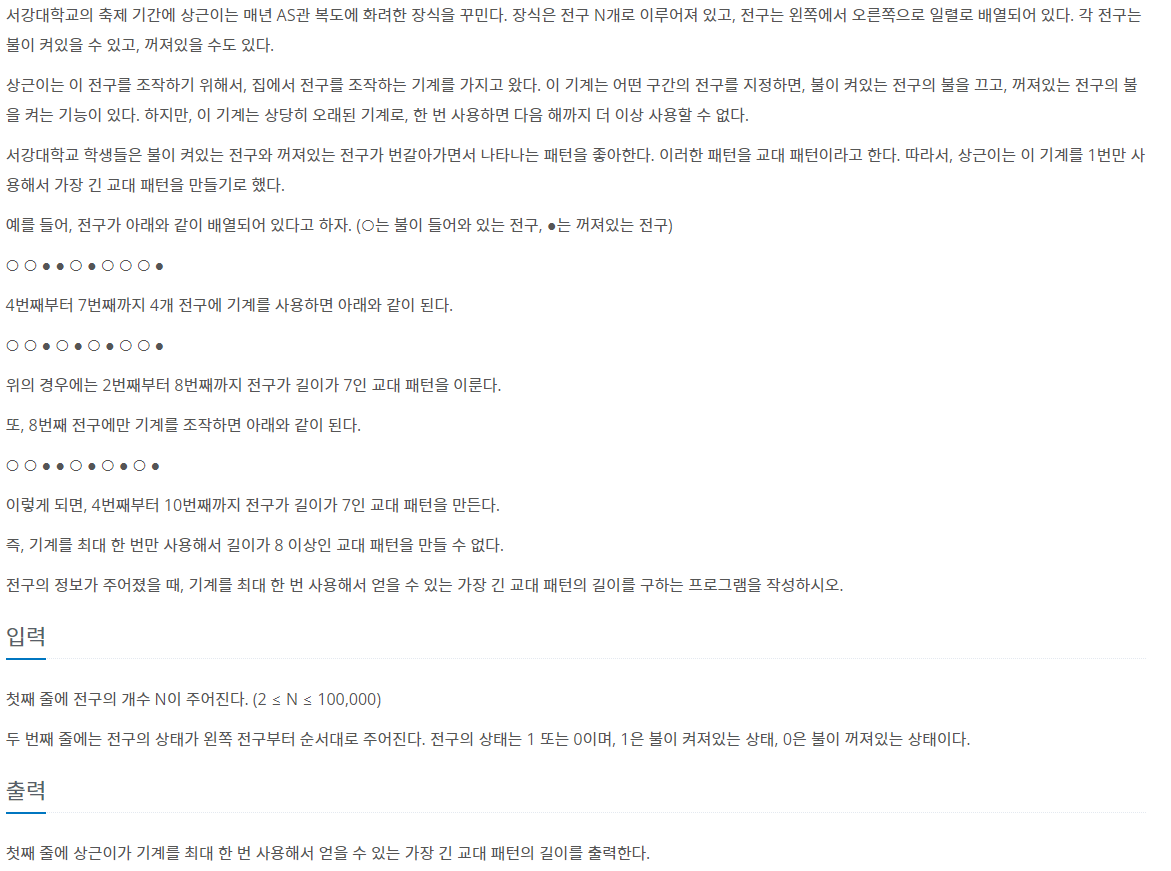 서강대학교의 축제 기간에 상근이는 매년 AS관 복도에 화려한 장식을 꾸민다. 장식은 전구 N개로 이루어져 있고, 전구는 왼쪽에서 오른쪽으로 일렬로 배열되어 있다. 각 전구는
불이 켜있을 수 있고, 꺼져있을 수도 있다.
상근이는 이 전구를 조작하기 위해서, 집에서 전구를 조작하는 기계를 가지고 왔다. 이 기계는 어떤 구간의 전구를 지정하면, 불이 켜있는 전구의 불을 끄고, 꺼져있는 전구의 불
을 켜는 기능이 있다. 하지만, 이 기계는 상당히 오래된 기계로, 한 번 사용하면 다음 해까지 더 이상 사용할 수 없다.
서강대학교 학생들은 불이 켜있는 전구와 꺼져있는 전구가 번갈아가면서 나타나는 패턴을 좋아한다. 이러한 패턴을 교대 패턴이라고 한다. 따라서, 상근이는 이 기계를 1번만 사
용해서 가장 긴 교대 패턴을 만들기로 했다.
예를 들어, 전구가 아래와 같이 배열되어 있다고 하자. (○는 불이 들어와 있는 전구, ●는 꺼져있는 전구)
○ ○ ● ● ○ ● ○ ○ ○ ●
4번째부터 7번째까지 4개 전구에 기계를 사용하면 아래와 같이 된다.
○ ○ ● ○ ● ○ ● ○ ○ ●
위의 경우에는 2번째부터 8번째까지 전구가 길이가 7인 교대 패턴을 이룬다.
또, 8번째 전구에만 기계를 조작하면 아래와 같이 된다.
○ ○ ● ● ○ ● ○ ● ○ ●
이렇게 되면, 4번째부터 10번째까지 전구가 길이가 7인 교대 패턴을 만든다.
즉, 기계를 최대 한 번만 사용해서 길이가 8 이상인 교대 패턴을 만들 수 없다.
전구의 정보가 주어졌을 때, 기계를 최대 한 번 사용해서 얻을 수 있는 가장 긴 교대 패턴의 길이를 구하는 프로그램을 작성하시오.
입력
첫째 줄에 전구의 개수 N이 주어진다. (2 ≤ N ≤ 100,000)
두 번째 줄에는 전구의 상태가 왼쪽 전구부터 순서대로 주어진다. 전구의 상태는 1 또는 0이며, 1은 불이 켜져있는 상태, 0은 불이 꺼져있는 상태이다.
출력
첫째 줄에 상근이가 기계를 최대 한 번 사용해서 얻을 수 있는 가장 긴 교대 패턴의 길이를 출력한다.